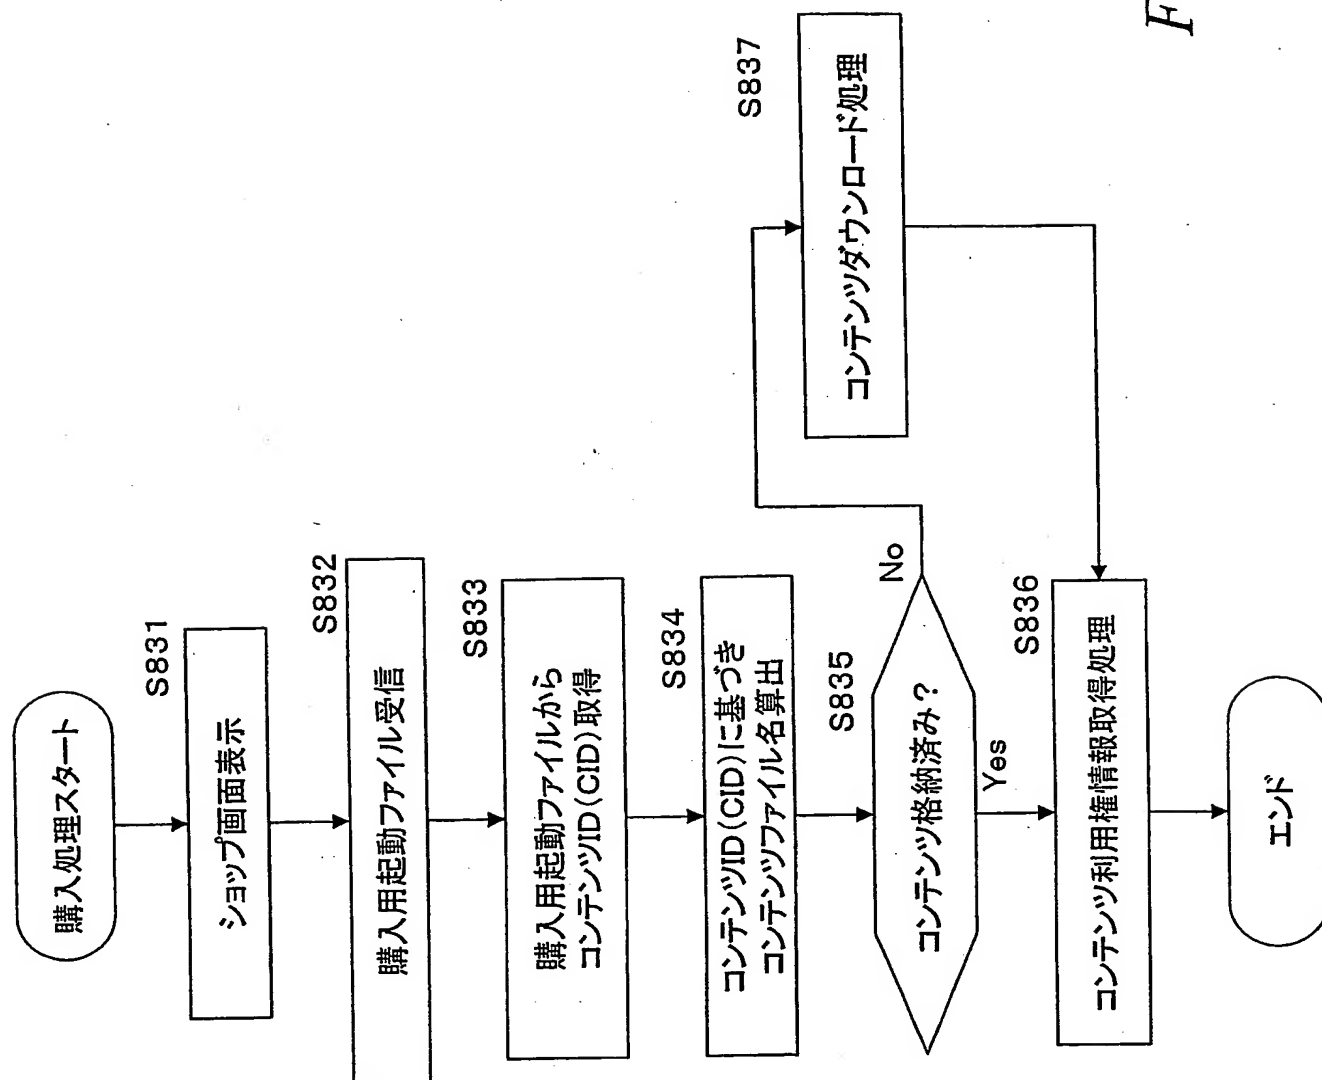 購入処理スタート
S831
ショップ画面表示
S832
購入用起動ファイル受信
S833
購入用起動ファイルから
コンテンツID(CID)取得
S834
コンテンツID(CID)に基づき
コンテンツファイル名算出
S835
コンテンツ格納済み?
No
Yes
S837
コンテンツダウンロード処理
S836
コンテンツ利用権情報取得処理
エンド
F